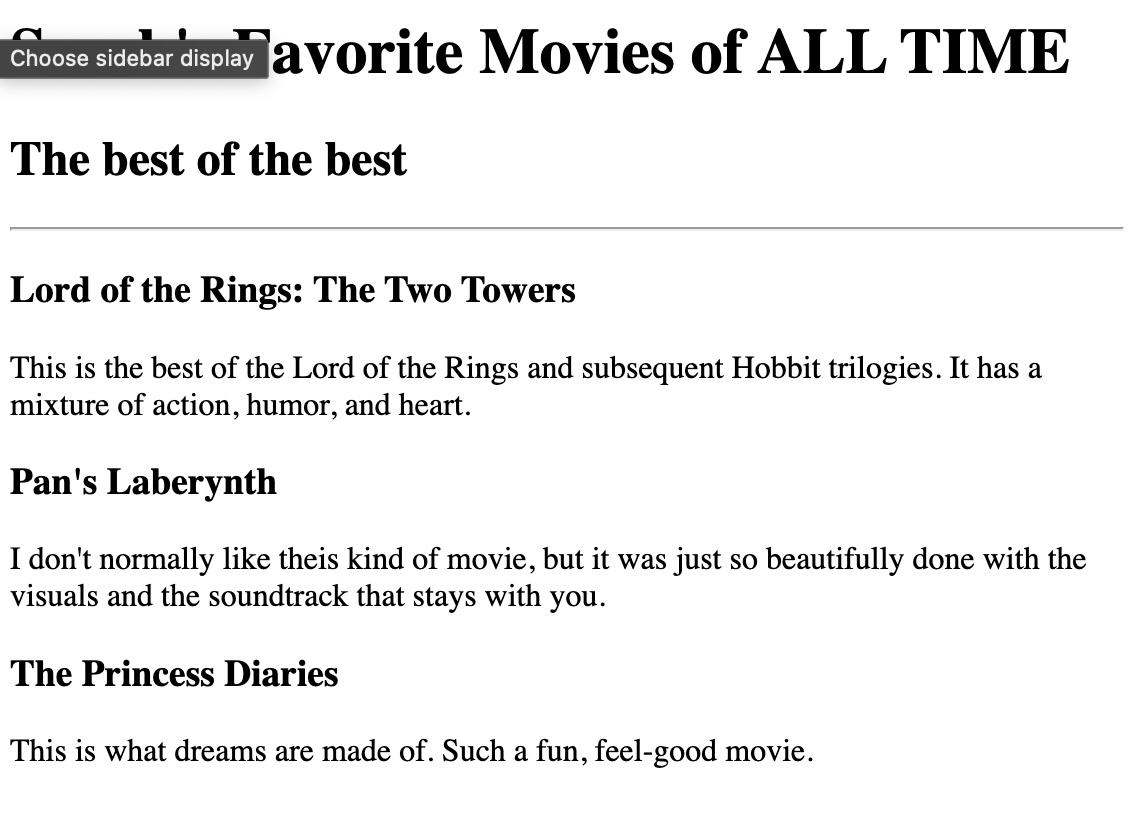 Choose sidebar display
Favorite Movies of ALL TIME
The best of the best
Lord of the Rings: The Two Towers
This is the best of the Lord of the Rings and subsequent Hobbit trilogies. It has a
mixture of action, humor, and heart.
Pan's Laberynth
I don't normally like theis kind of movie, but it was just so beautifully done with the
visuals and the soundtrack that stays with you.
The Princess Diaries
This is what dreams are made of. Such a fun, feel-good movie.